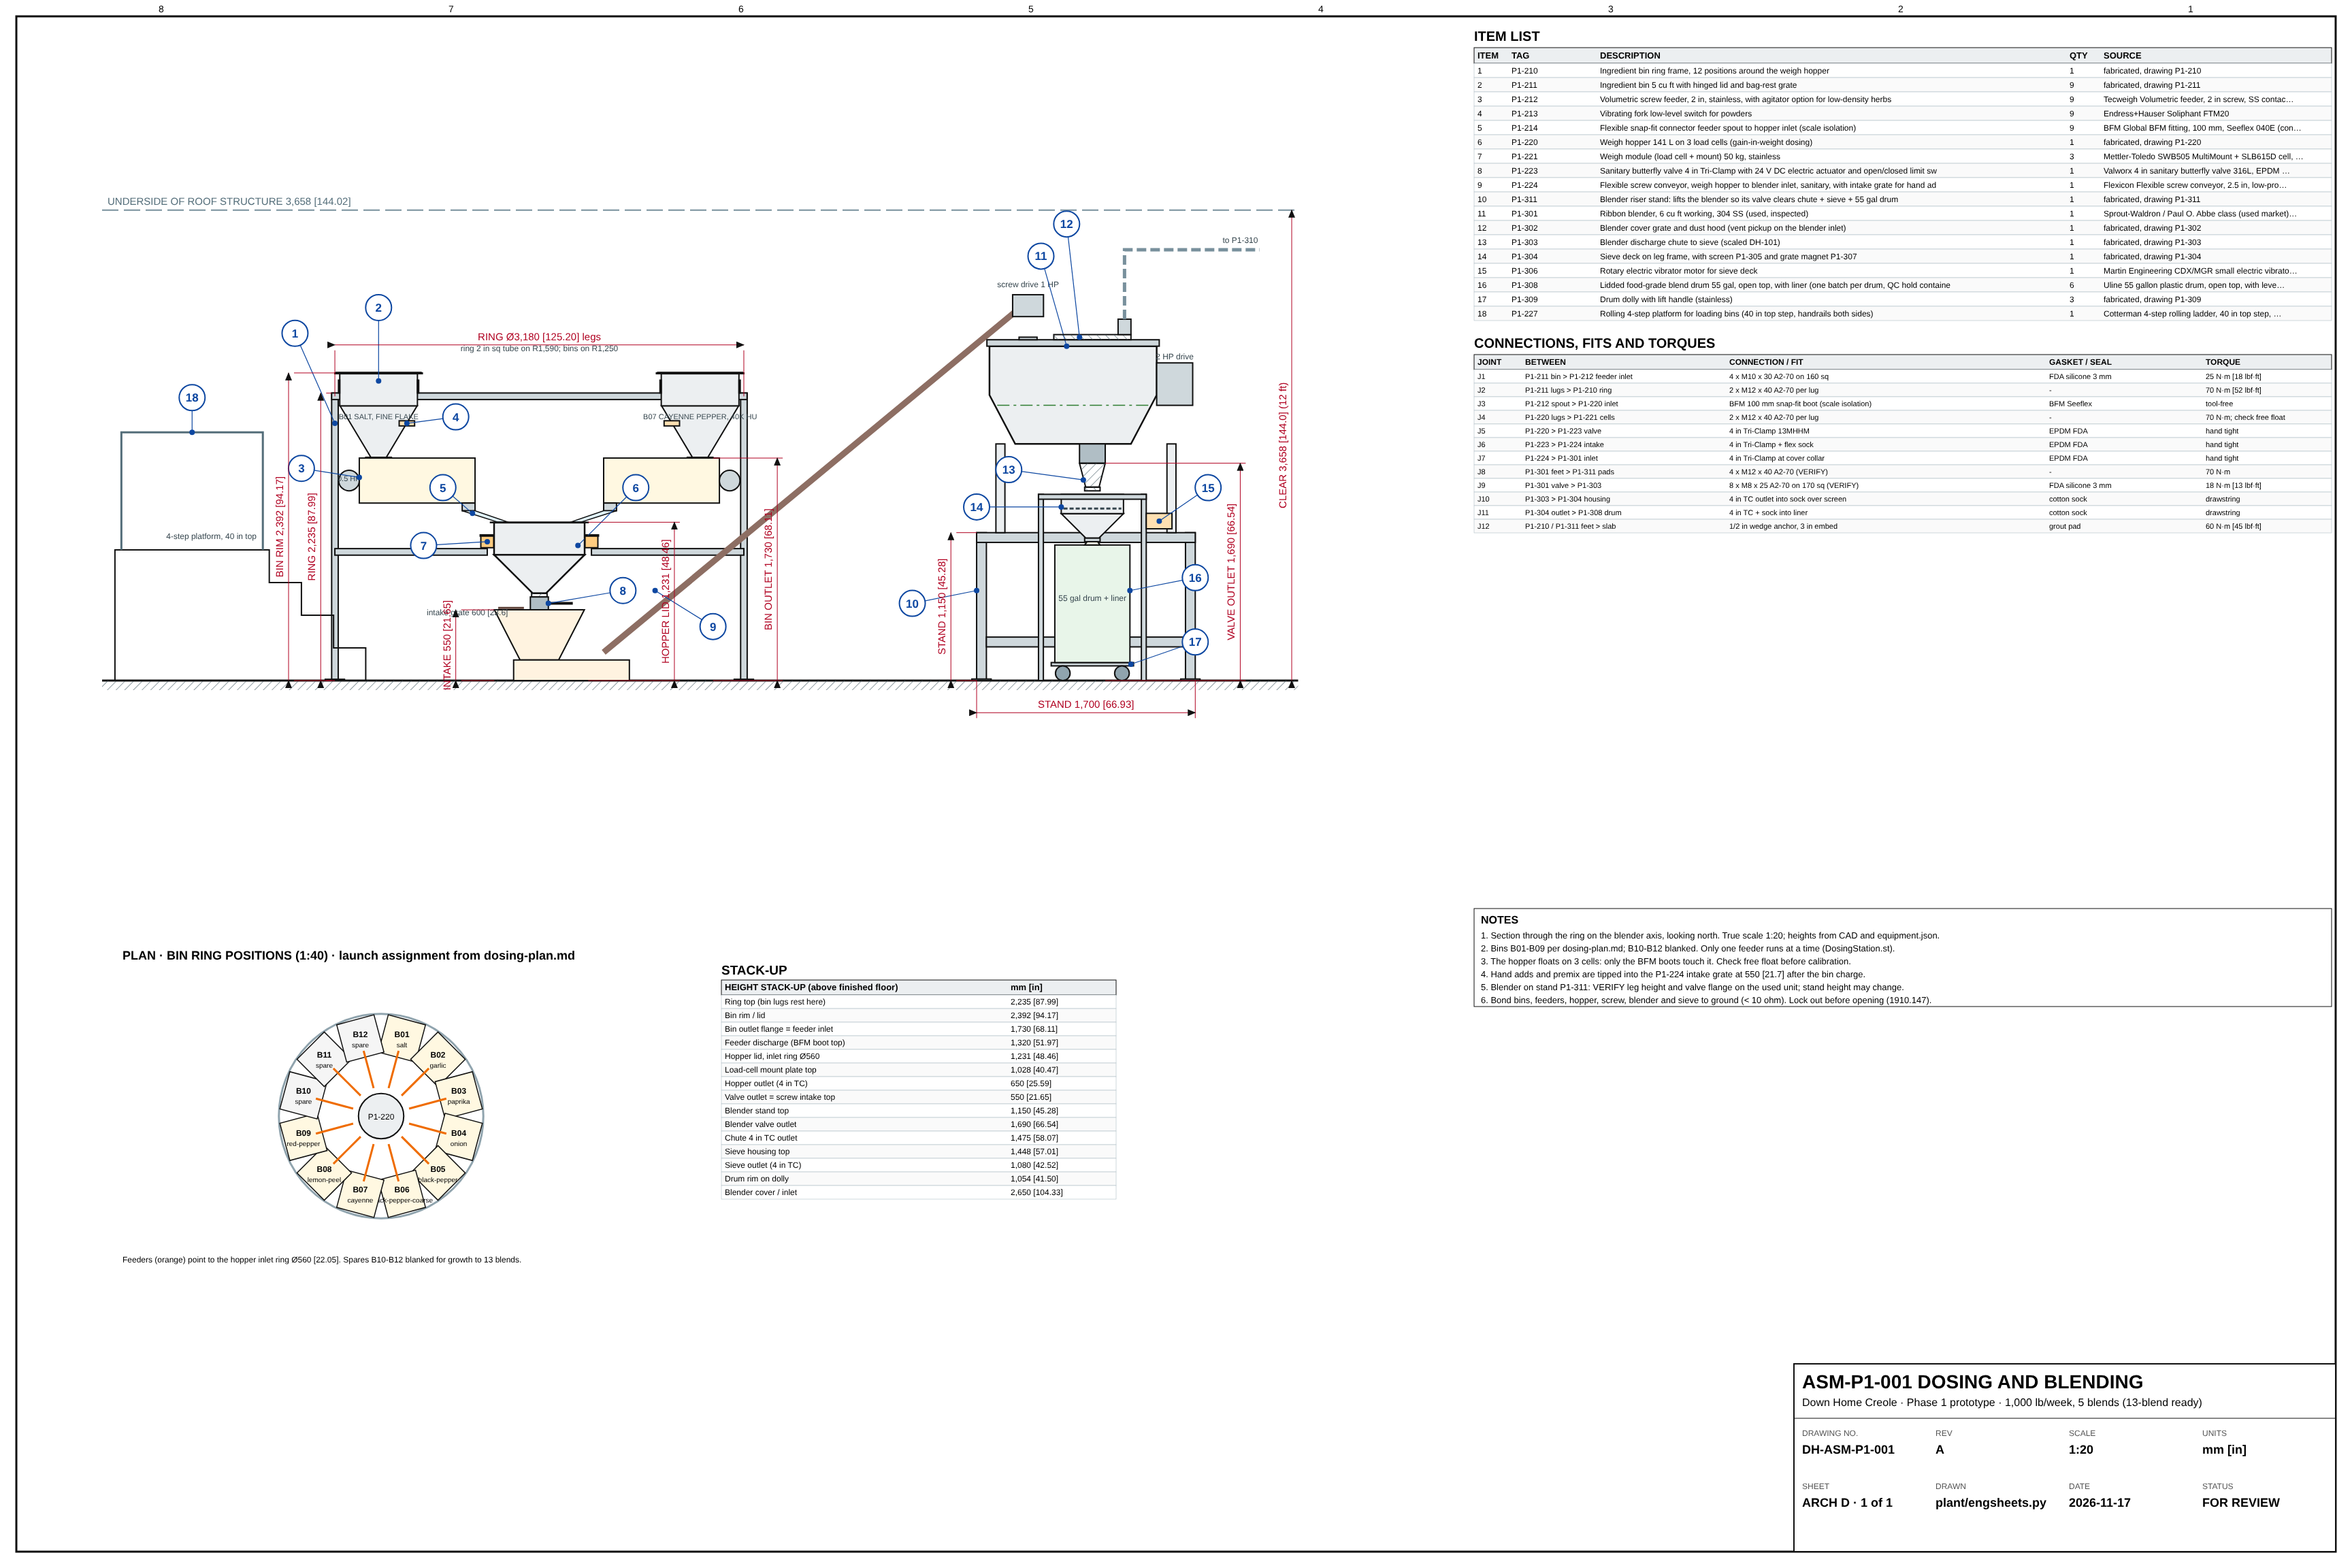 8 7 6 5 4 3 2 1
ITEM LIST
ITEM TAG DESCRIPTION QTY SOURCE
1 P1-210 Ingredient bin ring frame, 12 positions around the weigh hopper 1 fabricated, drawing P1-210
2 P1-211 Ingredient bin 5 cu ft with hinged lid and bag-rest grate 9 fabricated, drawing P1-211
3 P1-212 Volumetric screw feeder, 2 in, stainless, with agitator option for low-density herbs 9 Tecweigh Volumetric feeder, 2 in screw, SS contac…
4 P1-213 Vibrating fork low-level switch for powders 9 Endress+Hauser Soliphant FTM20
5 P1-214 Flexible snap-fit connector feeder spout to hopper inlet (scale isolation) 9 BFM Global BFM fitting, 100 mm, Seeflex 040E (con…
6 P1-220 Weigh hopper 141 L on 3 load cells (gain-in-weight dosing) 1 fabricated, drawing P1-220
7 P1-221 Weigh module (load cell + mount) 50 kg, stainless 3 Mettler-Toledo SWB505 MultiMount + SLB615D cell, …
8 P1-223 Sanitary butterfly valve 4 in Tri-Clamp with 24 V DC electric actuator and open/closed limit sw 1 Valworx 4 in sanitary butterfly valve 316L, EPDM …
9 P1-224 Flexible screw conveyor, weigh hopper to blender inlet, sanitary, with intake grate for hand ad 1 Flexicon Flexible screw conveyor, 2.5 in, low-pro…
10 P1-311 Blender riser stand: lifts the blender so its valve clears chute + sieve + 55 gal drum 1 fabricated, drawing P1-311
11 P1-301 Ribbon blender, 6 cu ft working, 304 SS (used, inspected) 1 Sprout-Waldron / Paul O. Abbe class (used market)…
12 P1-302 Blender cover grate and dust hood (vent pickup on the blender inlet) 1 fabricated, drawing P1-302
13 P1-303 Blender discharge chute to sieve (scaled DH-101) 1 fabricated, drawing P1-303
14 P1-304 Sieve deck on leg frame, with screen P1-305 and grate magnet P1-307 1 fabricated, drawing P1-304
15 P1-306 Rotary electric vibrator motor for sieve deck 1 Martin Engineering CDX/MGR small electric vibrato…
16 P1-308 Lidded food-grade blend drum 55 gal, open top, with liner (one batch per drum, QC hold containe 6 Uline 55 gallon plastic drum, open top, with leve…
17 P1-309 Drum dolly with lift handle (stainless) 3 fabricated, drawing P1-309
18 P1-227 Rolling 4-step platform for loading bins (40 in top step, handrails both sides) 1 Cotterman 4-step rolling ladder, 40 in top step, …
CONNECTIONS, FITS AND TORQUES
JOINT BETWEEN CONNECTION / FIT GASKET / SEAL TORQUE
J1 P1-211 bin > P1-212 feeder inlet 4 x M10 x 30 A2-70 on 160 sq FDA silicone 3 mm 25 N·m [18 lbf·ft]
J2 P1-211 lugs > P1-210 ring 2 x M12 x 40 A2-70 per lug - 70 N·m [52 lbf·ft]
J3 P1-212 spout > P1-220 inlet BFM 100 mm snap-fit boot (scale isolation) BFM Seeflex tool-free
J4 P1-220 lugs > P1-221 cells 2 x M12 x 40 A2-70 per lug - 70 N·m; check free float
J5 P1-220 > P1-223 valve 4 in Tri-Clamp 13MHHM EPDM FDA hand tight
J6 P1-223 > P1-224 intake 4 in Tri-Clamp + flex sock EPDM FDA hand tight
J7 P1-224 > P1-301 inlet 4 in Tri-Clamp at cover collar EPDM FDA hand tight
J8 P1-301 feet > P1-311 pads 4 x M12 x 40 A2-70 (VERIFY) - 70 N·m
J9 P1-301 valve > P1-303 8 x M8 x 25 A2-70 on 170 sq (VERIFY) FDA silicone 3 mm 18 N·m [13 lbf·ft]
J10 P1-303 > P1-304 housing 4 in TC outlet into sock over screen cotton sock drawstring
J11 P1-304 outlet > P1-308 drum 4 in TC + sock into liner cotton sock drawstring
J12 P1-210 / P1-311 feet > slab 1/2 in wedge anchor, 3 in embed grout pad 60 N·m [45 lbf·ft]
UNDERSIDE OF ROOF STRUCTURE 3,658 [144.02]
12
to P1-310
11
screw drive 1 HP
2
1
RING Ø3,180 [125.20] legs
ring 2 in sq tube on R1,590; bins on R1,250
2 HP drive
18
B01 SALT, FINE FLAKE
4
B07 CAYENNE PEPPER, 40K HU
3
5
6
13
15
14
7
4-step platform, 40 in top
BIN RIM 2,392 [94.17]
RING 2,235 [87.99]
INTAKE 550 [21.65]
intake grate 600 [23.6]
HOPPER LID 1,231 [48.46]
BIN OUTLET 1,730 [68.11]
8
9
10
STAND 1,150 [45.28]
55 gal drum + liner
16
17
VALVE OUTLET 1,690 [66.54]
CLEAR 3,658 [144.0] (12 ft)
STAND 1,700 [66.93]
NOTES
1. Section through the ring on the blender axis, looking north. True scale 1:20; heights from CAD and equipment.json.
2. Bins B01-B09 per dosing-plan.md; B10-B12 blanked. Only one feeder runs at a time (DosingStation.st).
3. The hopper floats on 3 cells: only the BFM boots touch it. Check free float before calibration.
4. Hand adds and premix are tipped into the P1-224 intake grate at 550 [21.7] after the bin charge.
5. Blender on stand P1-311: VERIFY leg height and valve flange on the used unit; stand height may change.
6. Bond bins, feeders, hopper, screw, blender and sieve to ground (< 10 ohm). Lock out before opening (1910.147).
PLAN · BIN RING POSITIONS (1:40) · launch assignment from dosing-plan.md
B12
spare
B01
salt
B11
spare
B02
garlic
B10
spare
B03
paprika
P1-220
B09
red-pepper
B04
onion
B08
lemon-peel
B05
black-pepper
B07
cayenne
B06
Feeders (orange) point to the hopper inlet ring Ø560 [22.05]. Spares B10-B12 blanked for growth to 13 blends.
STACK-UP
HEIGHT STACK-UP (above finished floor) mm [in]
Ring top (bin lugs rest here) 2,235 [87.99]
Bin rim / lid 2,392 [94.17]
Bin outlet flange = feeder inlet 1,730 [68.11]
Feeder discharge (BFM boot top) 1,320 [51.97]
Hopper lid, inlet ring Ø560 1,231 [48.46]
Load-cell mount plate top 1,028 [40.47]
Hopper outlet (4 in TC) 650 [25.59]
Valve outlet = screw intake top 550 [21.65]
Blender stand top 1,150 [45.28]
Blender valve outlet 1,690 [66.54]
Chute 4 in TC outlet 1,475 [58.07]
Sieve housing top 1,448 [57.01]
Sieve outlet (4 in TC) 1,080 [42.52]
Drum rim on dolly 1,054 [41.50]
Blender cover / inlet 2,650 [104.33]
ASM-P1-001 DOSING AND BLENDING
Down Home Creole · Phase 1 prototype · 1,000 lb/week, 5 blends (13-blend ready)
DRAWING NO. REV SCALE UNITS
DH-ASM-P1-001 A 1:20 mm [in]
SHEET DRAWN DATE STATUS
ARCH D · 1 of 1 plant/engsheets.py 2026-11-17 FOR REVIEW